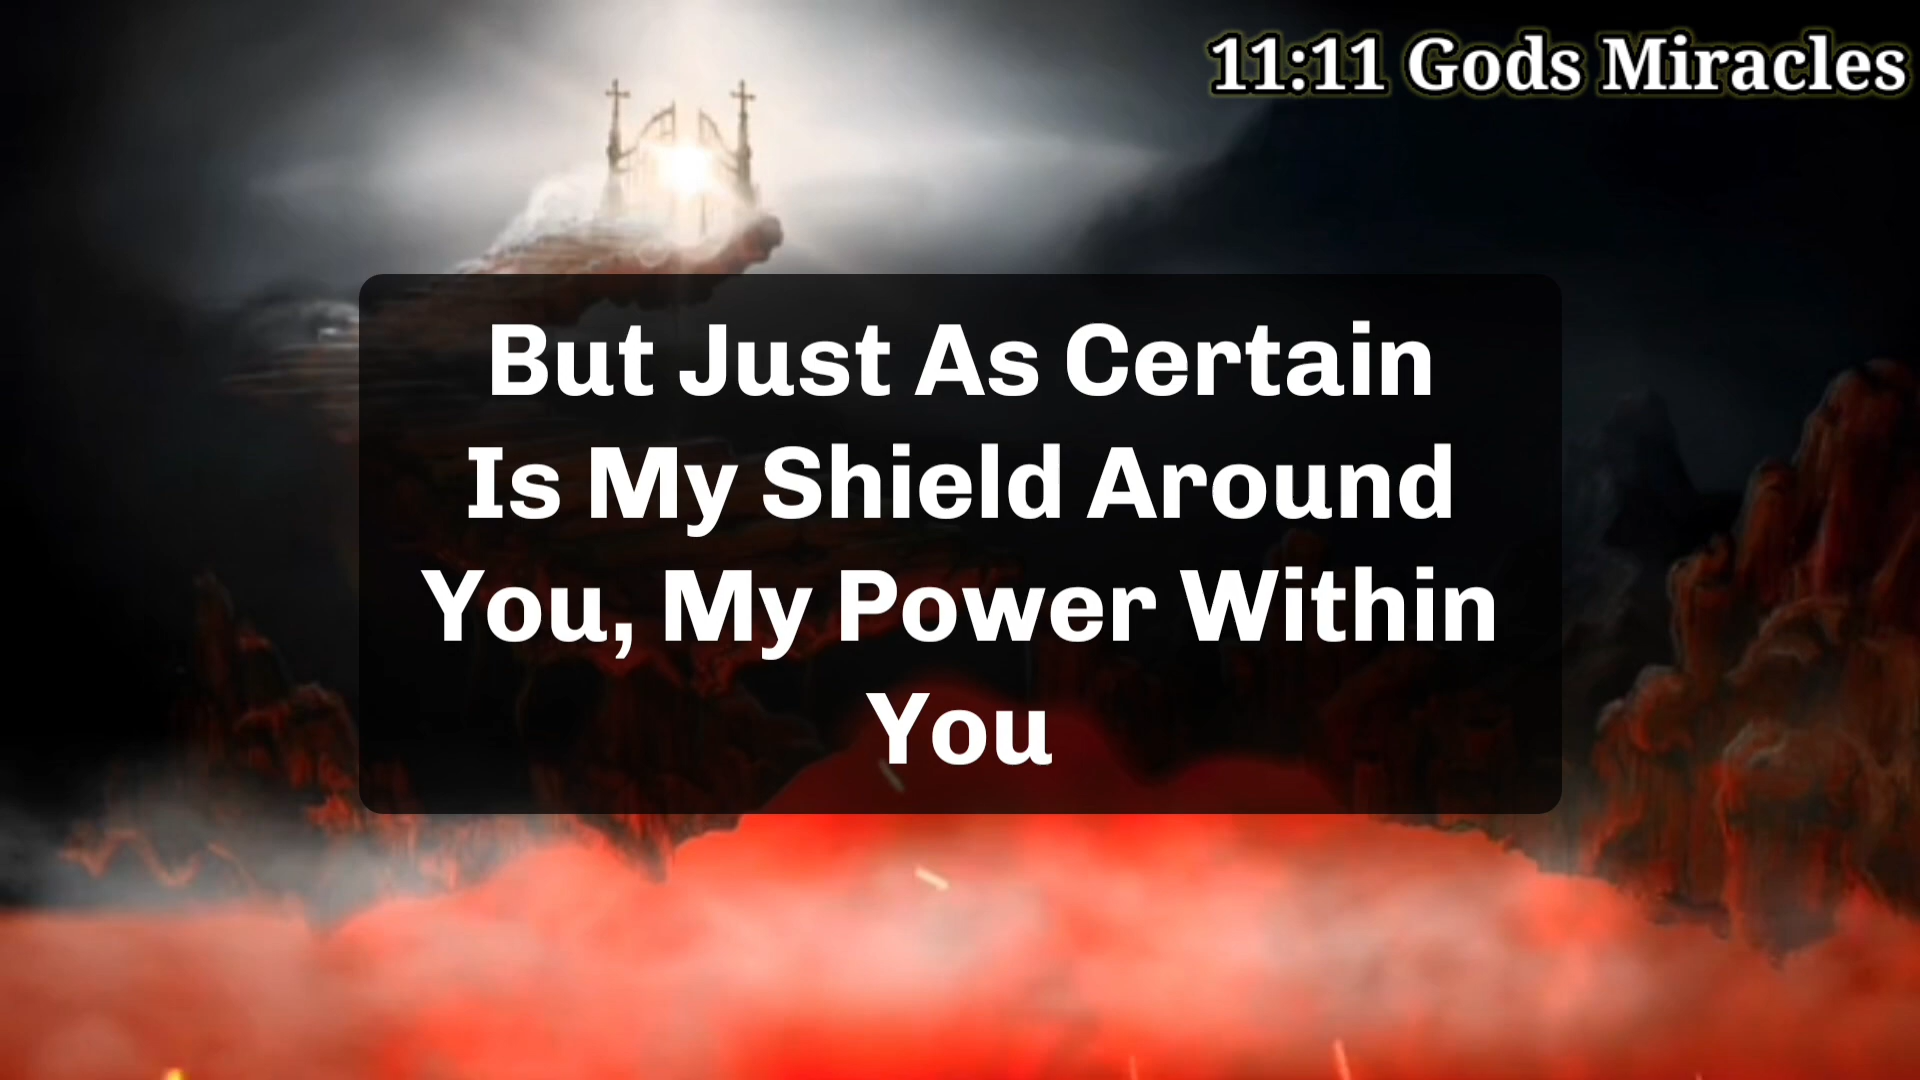 11:11 Gods Miracles
But Just As Certain
Is My Shield Around
You, My Power Within
You